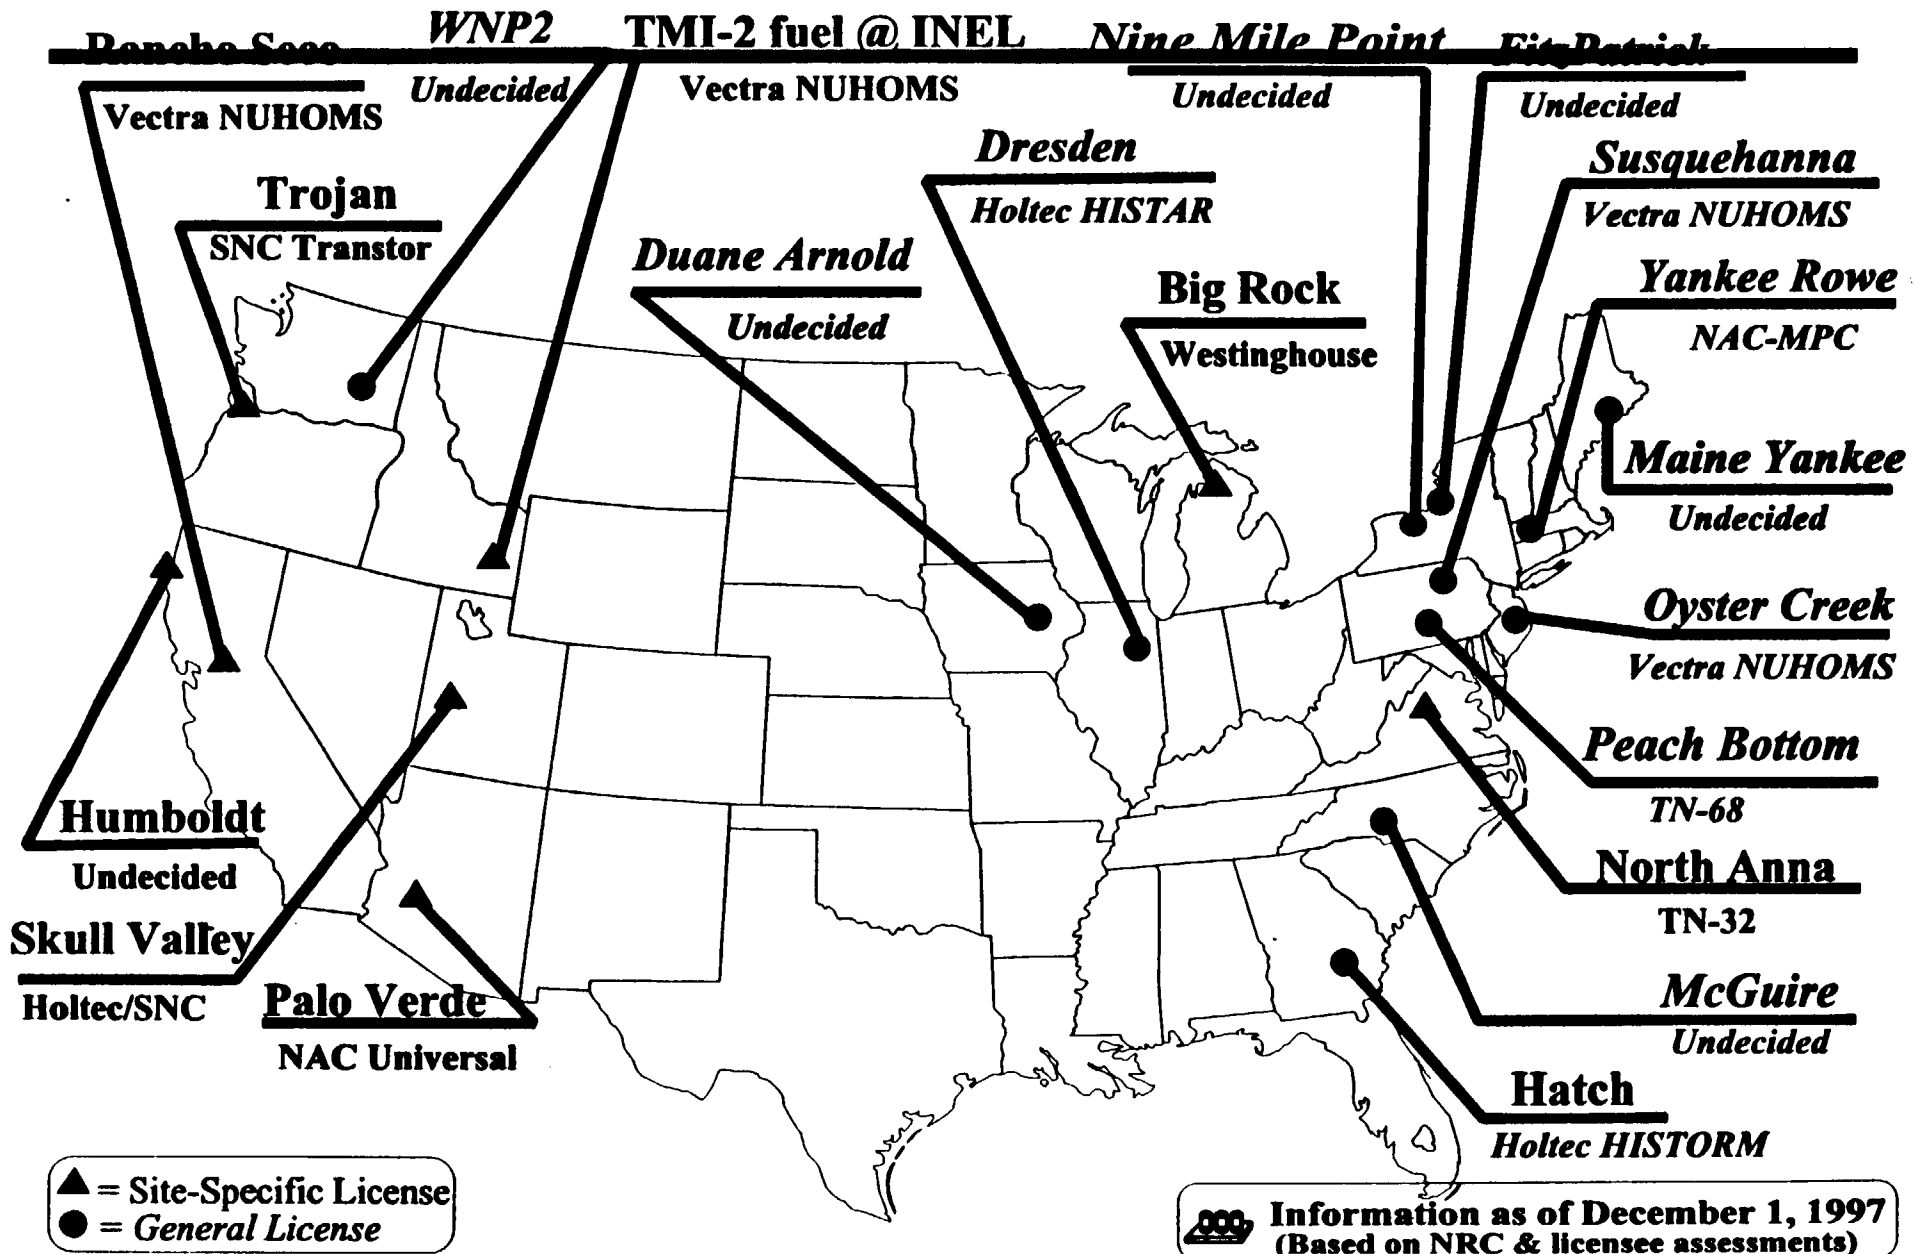 Rancho Seco
Vectra NUHOMS
WNP2
Undecided
TMI-2 fuel @ INEL
Vectra NUHOMS
Nine Mile Point
Undecided
FitzPatrick
Undecided
Trojan
SNC Transtor
Dresden
Holtec HISTAR
Susquehanna
Vectra NUHOMS
Duane Arnold
Undecided
Big Rock
Westinghouse
Yankee Rowe
NAC-MPC
Maine Yankee
Undecided
Oyster Creek
Vectra NUHOMS
Peach Bottom
TN-68
Humboldt
Undecided
North Anna
TN-32
Skull Valley
Holtec/SNC
Palo Verde
NAC Universal
McGuire
Undecided
Hatch
Holtec HISTORM
= Site-Specific License
= General License
Information as of December 1, 1997
(Based on NRC & licensee assessments)